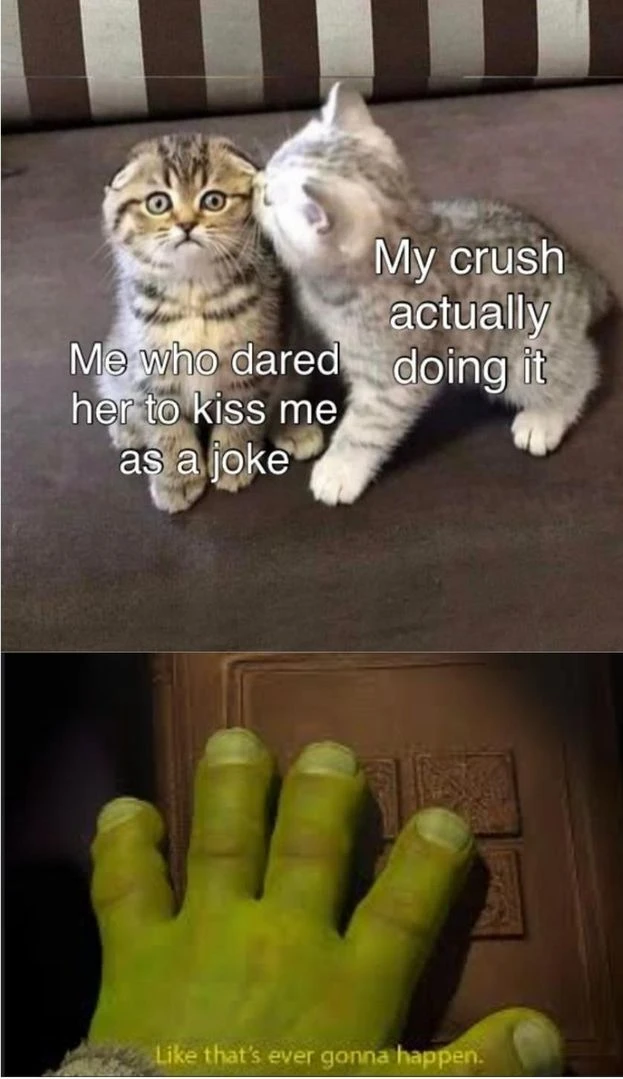 My crush
actually
doing it
Me who dared
her to kiss me
as a joke
Like that's ever gonna happen.